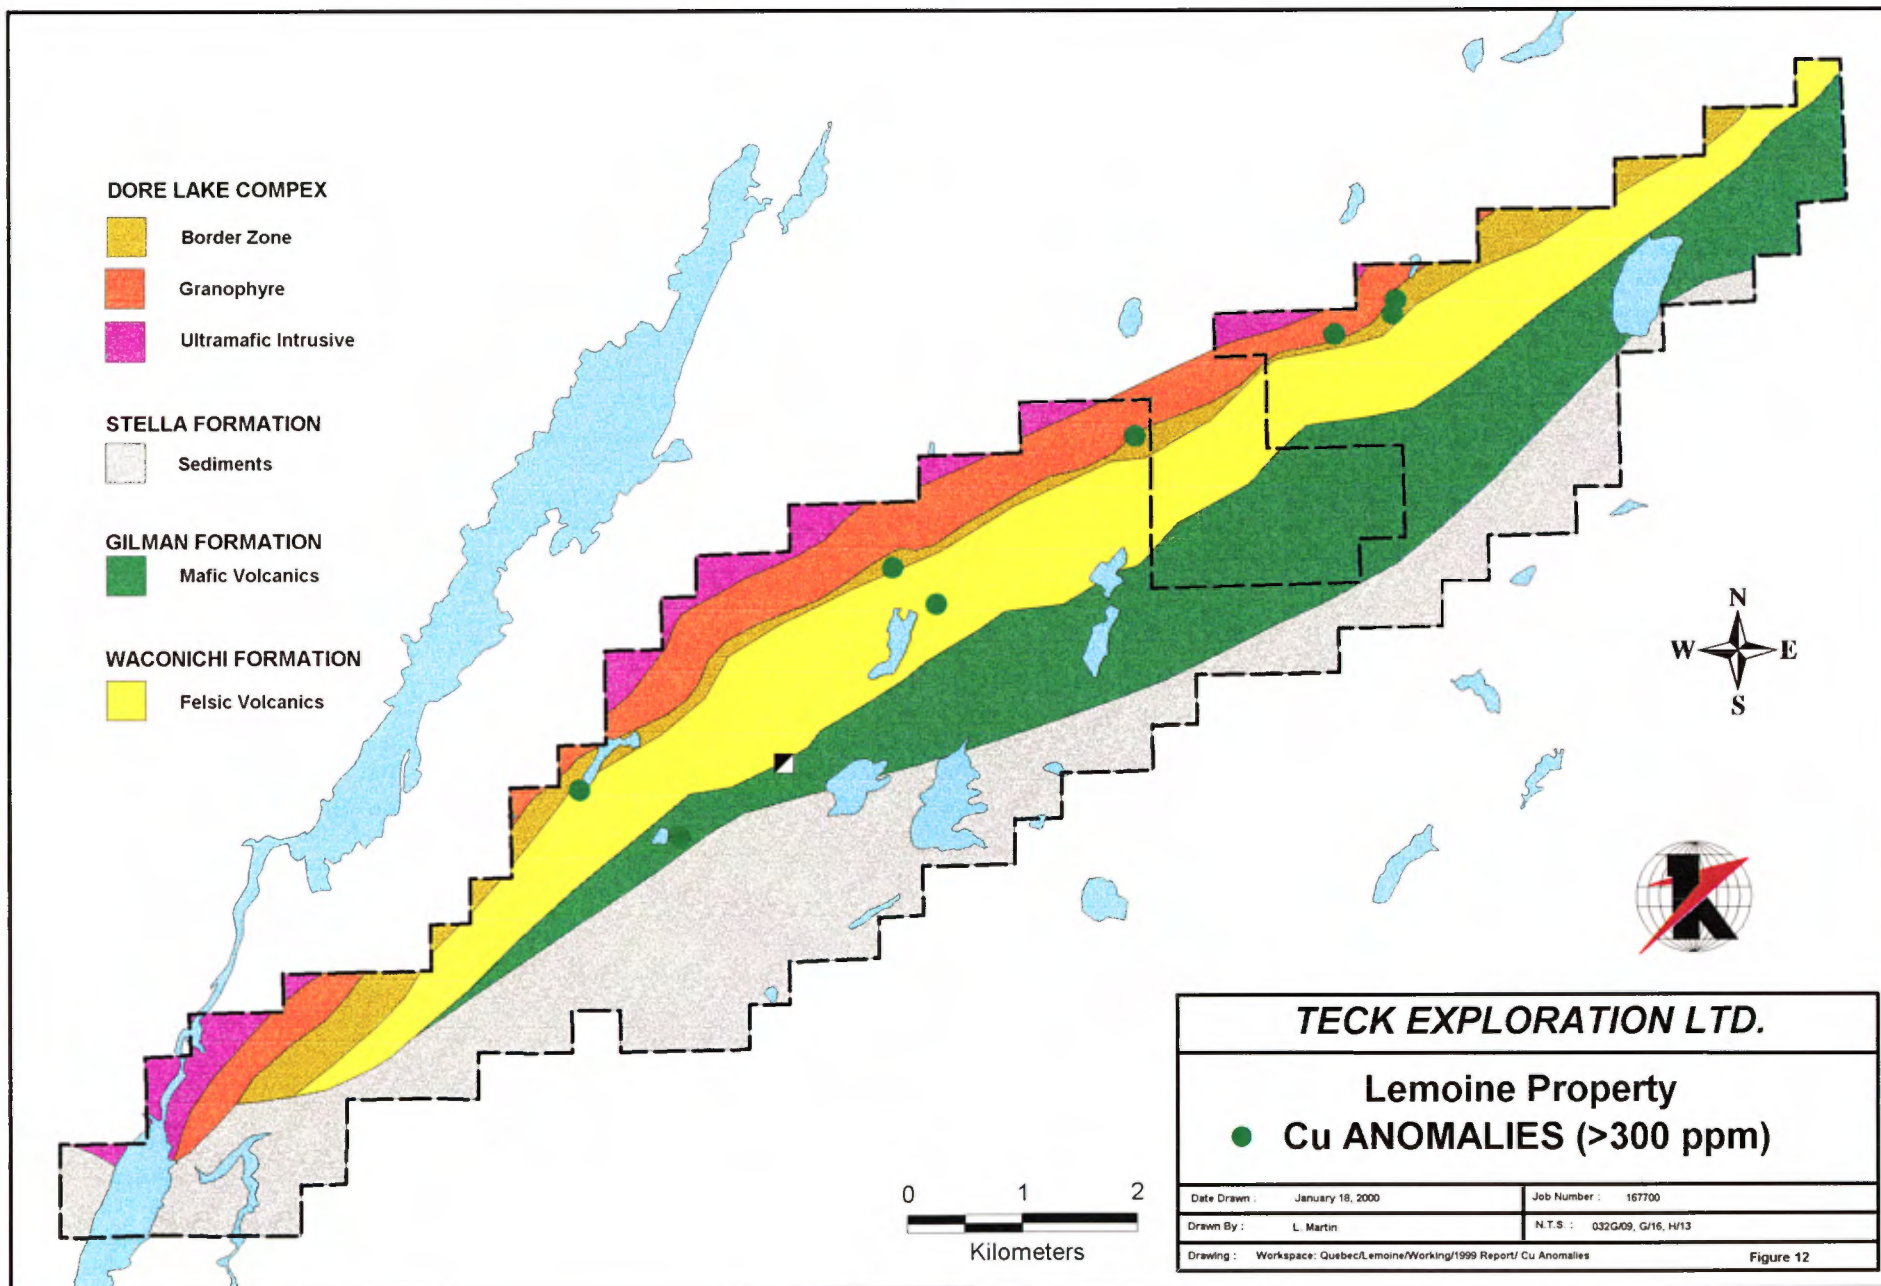 DORE LAKE COMPEX
Border Zone
Granophyre
Ultramafic Intrusive
STELLA FORMATION
Sediments
GILMAN FORMATION
Mafic Volcanics
WACONICHI FORMATION
Felsic Volcanics
N
W E
S
k
0 1 2
Kilometers
TECK EXPLORATION LTD.
Lemoine Property
Cu ANOMALIES (>300 ppm)
Date Drawn : January 18, 2000
Job Number : 167700
Drawn By : L. Martin
N.T.S. : 032G/09, G/16, H/13
Drawing : Workspace: Quebec/Lemoine/Working/1999 Report/ Cu Anomalies
Figure 12